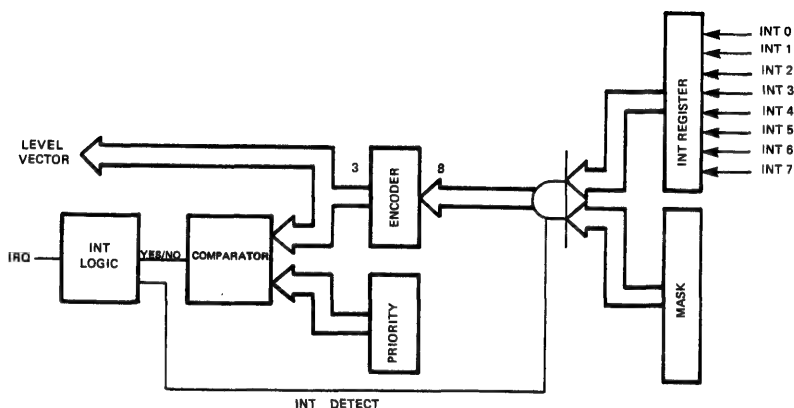 INT 0
INT 1
INT 2
INT 3
INT 4
INT 5
INT 6
INT 7
INT REGISTER
LEVEL
VECTOR
3
ENCODER
8
IRQ
INT
LOGIC
YES/NO
COMPARATOR
PRIORITY
MASK
INT DETECT